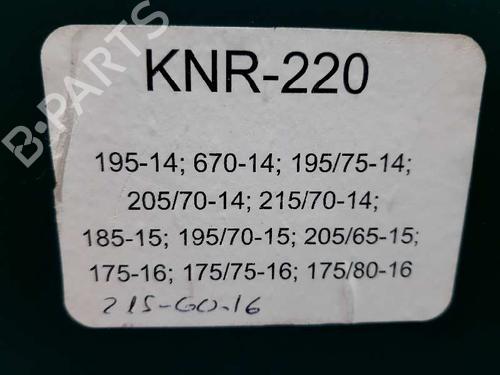 B-PARTS
KNR-220
195-14; 670-14; 195/75-14;
205/70-14; 215/70-14;
185-15; 195/70-15; 205/65-15;
175-16; 175/75-16; 175/80-16
215-60.16